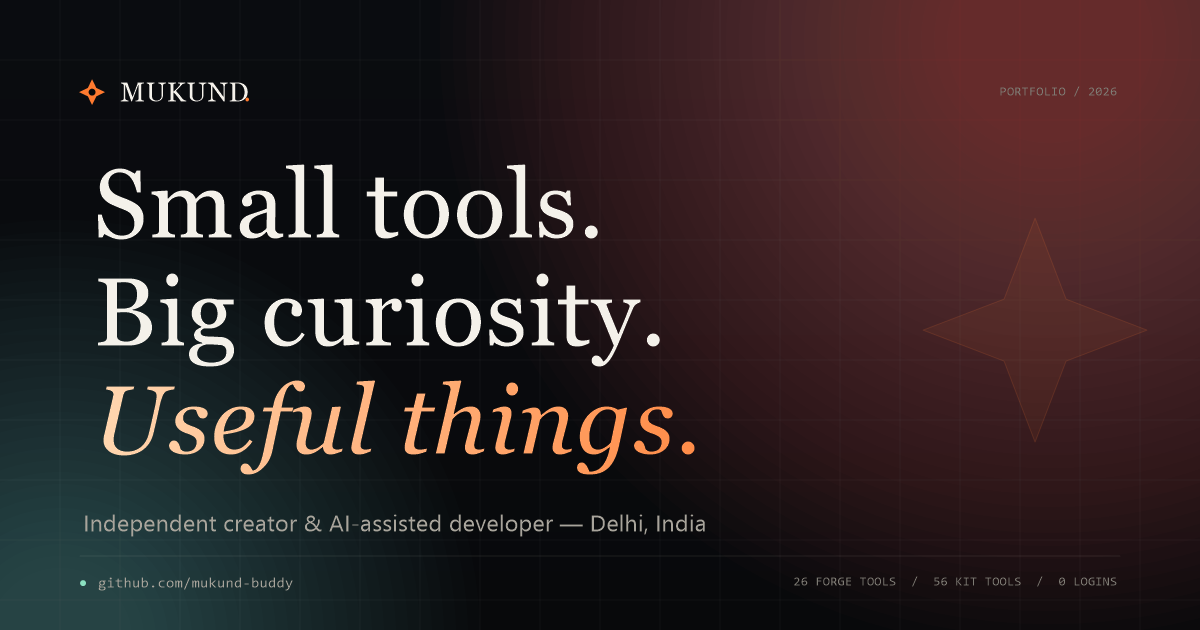 MUKUND.
PORTFOLIO / 2026
Small tools.
Big curiosity.
Useful things.
Independent creator & AI-assisted developer — Delhi, India
github.com/mukund-buddy
26 FORGE TOOLS / 56 KIT TOOLS / 0 LOGINS